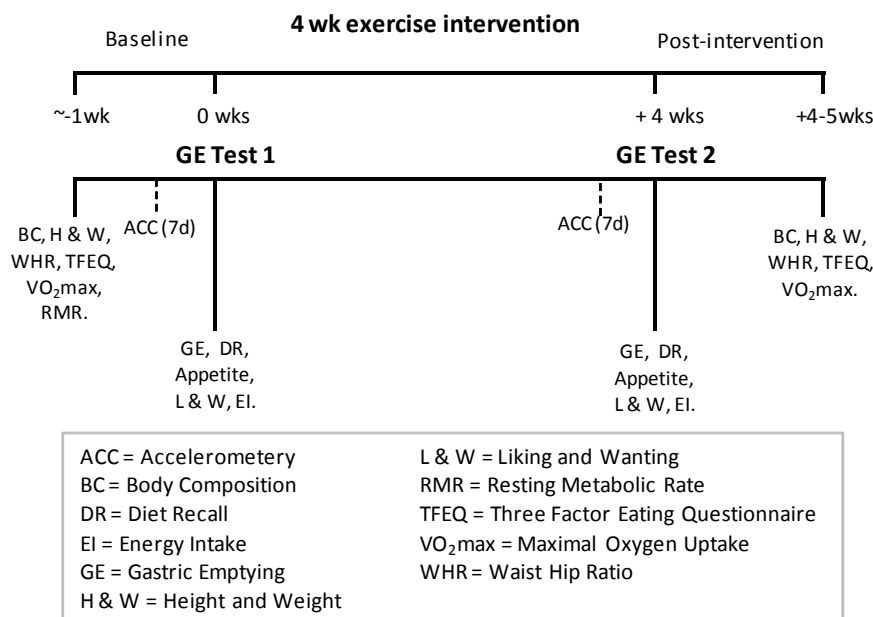 4 wk exercise intervention
Baseline
Post-intervention
~-1wk
0 wks
+ 4 wks
+4-5wks
GE Test 1
GE Test 2
ACC (7d)
ACC (7d)
BC, H & W,
WHR, TFEQ,
VO₂max,
RMR.
BC, H & W,
WHR, TFEQ,
VO₂max.
GE, DR,
Appetite,
L & W, EI.
GE, DR,
Appetite,
L & W, EI.
ACC = Accelerometery
BC = Body Composition
DR = Diet Recall
EI = Energy Intake
GE = Gastric Emptying
H & W = Height and Weight
L & W = Liking and Wanting
RMR = Resting Metabolic Rate
TFEQ = Three Factor Eating Questionnaire
VO₂max = Maximal Oxygen Uptake
WHR = Waist Hip Ratio